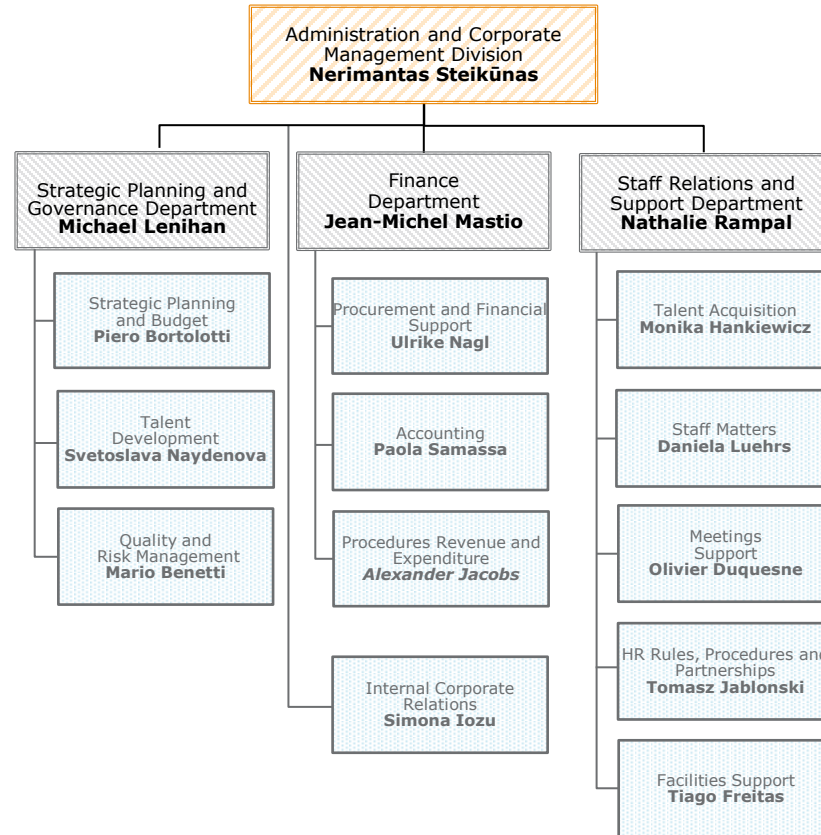 Administration and Corporate
Management Division
Nerimantas Steikūnas
Strategic Planning and
Governance Department
Michael Lenihan
Strategic Planning
and Budget
Piero Bortolotti
Talent
Development
Svetoslava Naydenova
Quality and
Risk Management
Mario Benetti
Finance
Department
Jean-Michel Mastio
Procurement and Financial
Support
Ulrike Nagl
Accounting
Paola Samassa
Procedures Revenue and
Expenditure
Alexander Jacobs
Internal Corporate
Relations
Simona Iozu
Staff Relations and
Support Department
Nathalie Rampal
Talent Acquisition
Monika Hankiewicz
Staff Matters
Daniela Luehrs
Meetings
Support
Olivier Duquesne
HR Rules, Procedures and
Partnerships
Tomasz Jablonski
Facilities Support
Tiago Freitas